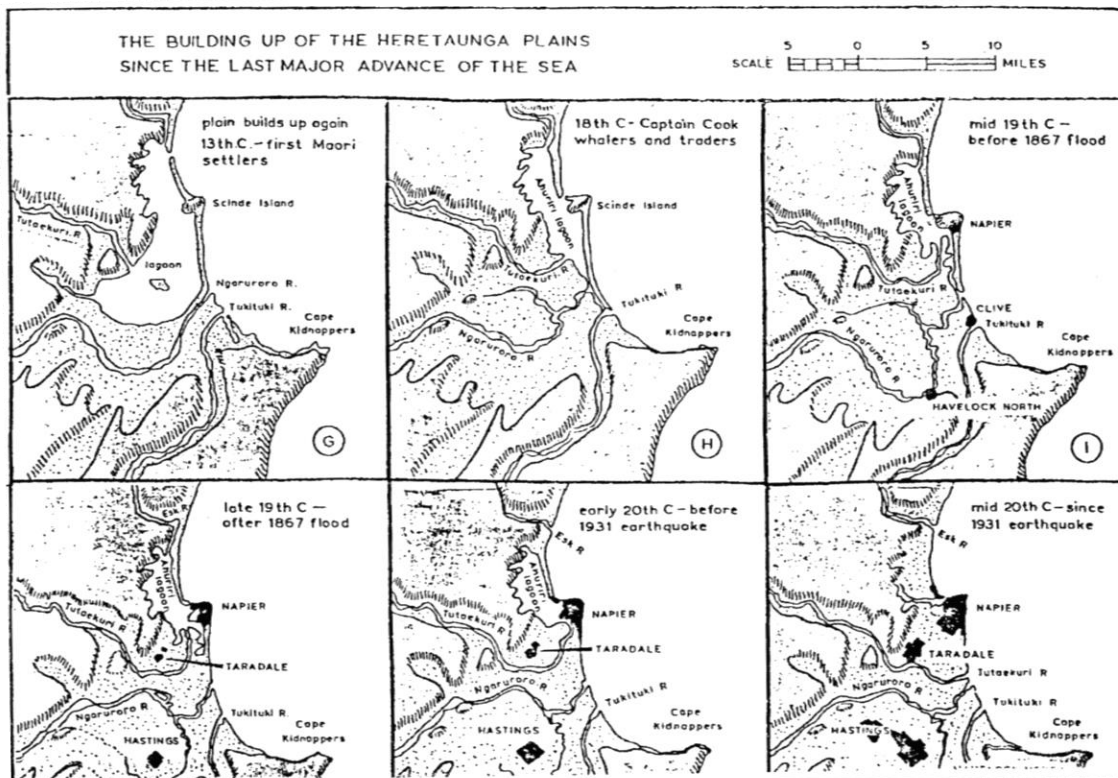 THE BUILDING UP OF THE HERETAUNGA PLAINS
SINCE THE LAST MAJOR ADVANCE OF THE SEA
SCALE 5 0 5 10 MILES
plain builds up again
13th C.–first Maori
settlers
Scinde Island
Tutaekuri R
lagoon
Ngaruroro R.
Tukituki R.
Cape
Kidnappers
G
18th C- Captain Cook
whalers and traders
Ahuriri lagoon
Scinde Island
Tutaekuri R
Tukituki R
Ngaruroro R
Cape
Kidnappers
H
mid 19th C –
before 1867 flood
Ahuriri
lagoon
NAPIER
Tutaekuri R
CLIVE
Tukituki R
Cape
Kidnappers
Ngaruroro R
HAVELOCK NORTH
I
late 19th C –
after 1867 flood
Esk R
Ahuriri
lagoon
NAPIER
Tutaekuri R
TARADALE
Ngaruroro R
Tukituki R.
HASTINGS
Cape
Kidnappers
early 20th C – before
1931 earthquake
Esk R
Ahuriri
lagoon
NAPIER
Tutaekuri R
TARADALE
Ngaruroro R
Tukituki R
HASTINGS
Cape
Kidnappers
mid 20th C – since
1931 earthquake
Esk R
NAPIER
TARADALE
Tutaekuri R
Ngaruroro R
Tukituki R
HASTINGS
Cape
Kidnappers